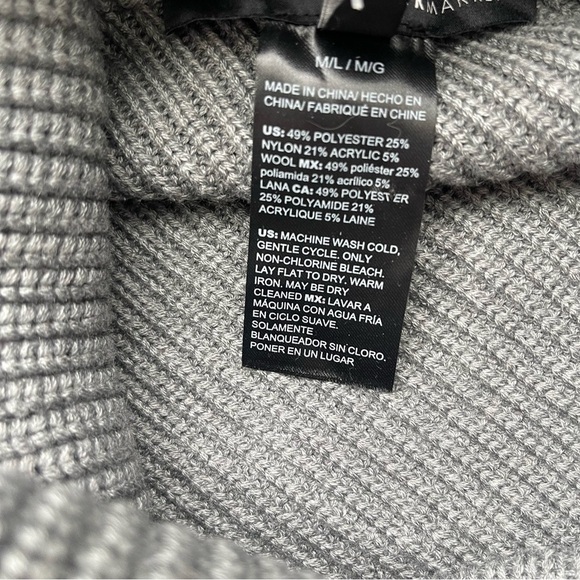 M/L / M/G
MADE IN CHINA/ HECHO EN
CHINA/ FABRIQUÉ EN CHINE
US: 49% POLYESTER 25%
NYLON 21% ACRYLIC 5%
WOOL MX: 49% poliéster 25%
poliamida 21% acrílico 5%
LANA CA: 49% POLYESTER
25% POLYAMIDE 21%
ACRYLIQUE 5% LAINE
US: MACHINE WASH COLD,
GENTLE CYCLE. ONLY
NON-CHLORINE BLEACH.
LAY FLAT TO DRY. WARM
IRON. MAY BE DRY
CLEANED MX: LAVAR A
MÁQUINA CON AGUA FRÍA
EN CICLO SUAVE.
SOLAMENTE
BLANQUEADOR SIN CLORO.
PONER EN UN LUGAR